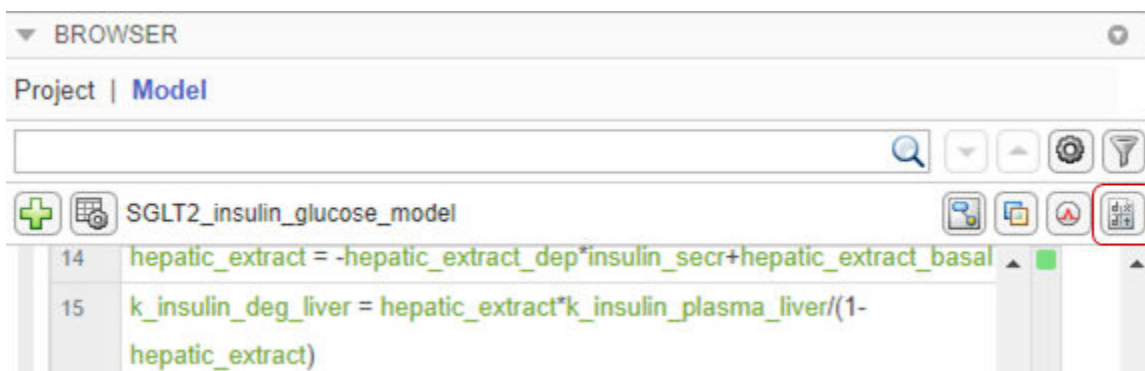 BROWSER
Project | Model
SGLT2_insulin_glucose_model
14 hepatic_extract = -hepatic_extract_dep*insulin_secr+hepatic_extract_basal
15 k_insulin_deg_liver = hepatic_extract*k_insulin_plasma_liver/(1-
hepatic_extract)